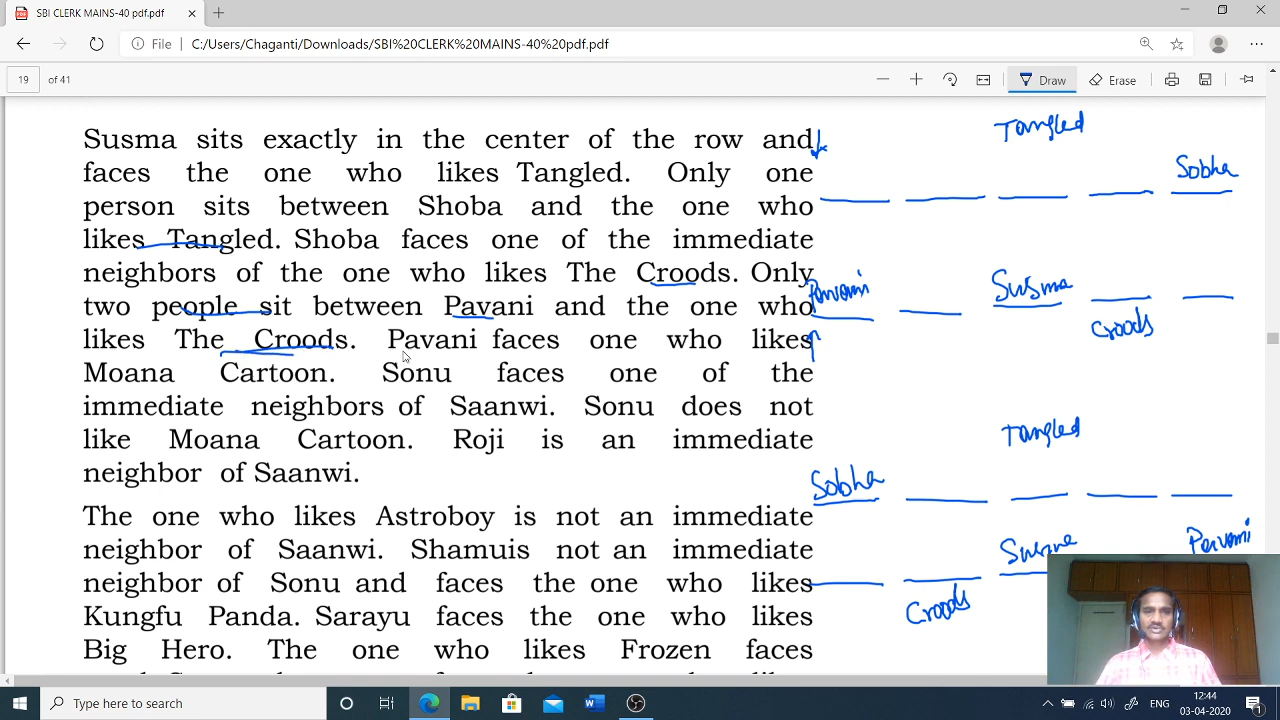 SBI CLERK MAINS-40 pdf.pdf
File C:/Users/Chaganti/Downloads/SBI%20CLERK%20MAINS-40%20pdf.pdf
19 of 41 Draw Erase
Susma sits exactly in the center of the row and
faces the one who likes Tangled. Only one
person sits between Shoba and the one who
likes Tangled. Shoba faces one of the immediate
neighbors of the one who likes The Croods. Only
two people sit between Pavani and the one who
likes The Croods. Pavani faces one who likes
Moana Cartoon. Sonu faces one of the
immediate neighbors of Saanwi. Sonu does not
like Moana Cartoon. Roji is an immediate
neighbor of Saanwi.
The one who likes Astroboy is not an immediate
neighbor of Saanwi. Shamuis not an immediate
neighbor of Sonu and faces the one who likes
Kungfu Panda. Sarayu faces the one who likes
Big Hero. The one who likes Frozen faces
Tangled
Sobha
Pavani Susma
Croods
Tangled
Sobha
Susma Pavani
Croods
Type here to search
ENG 12:44
03-04-2020